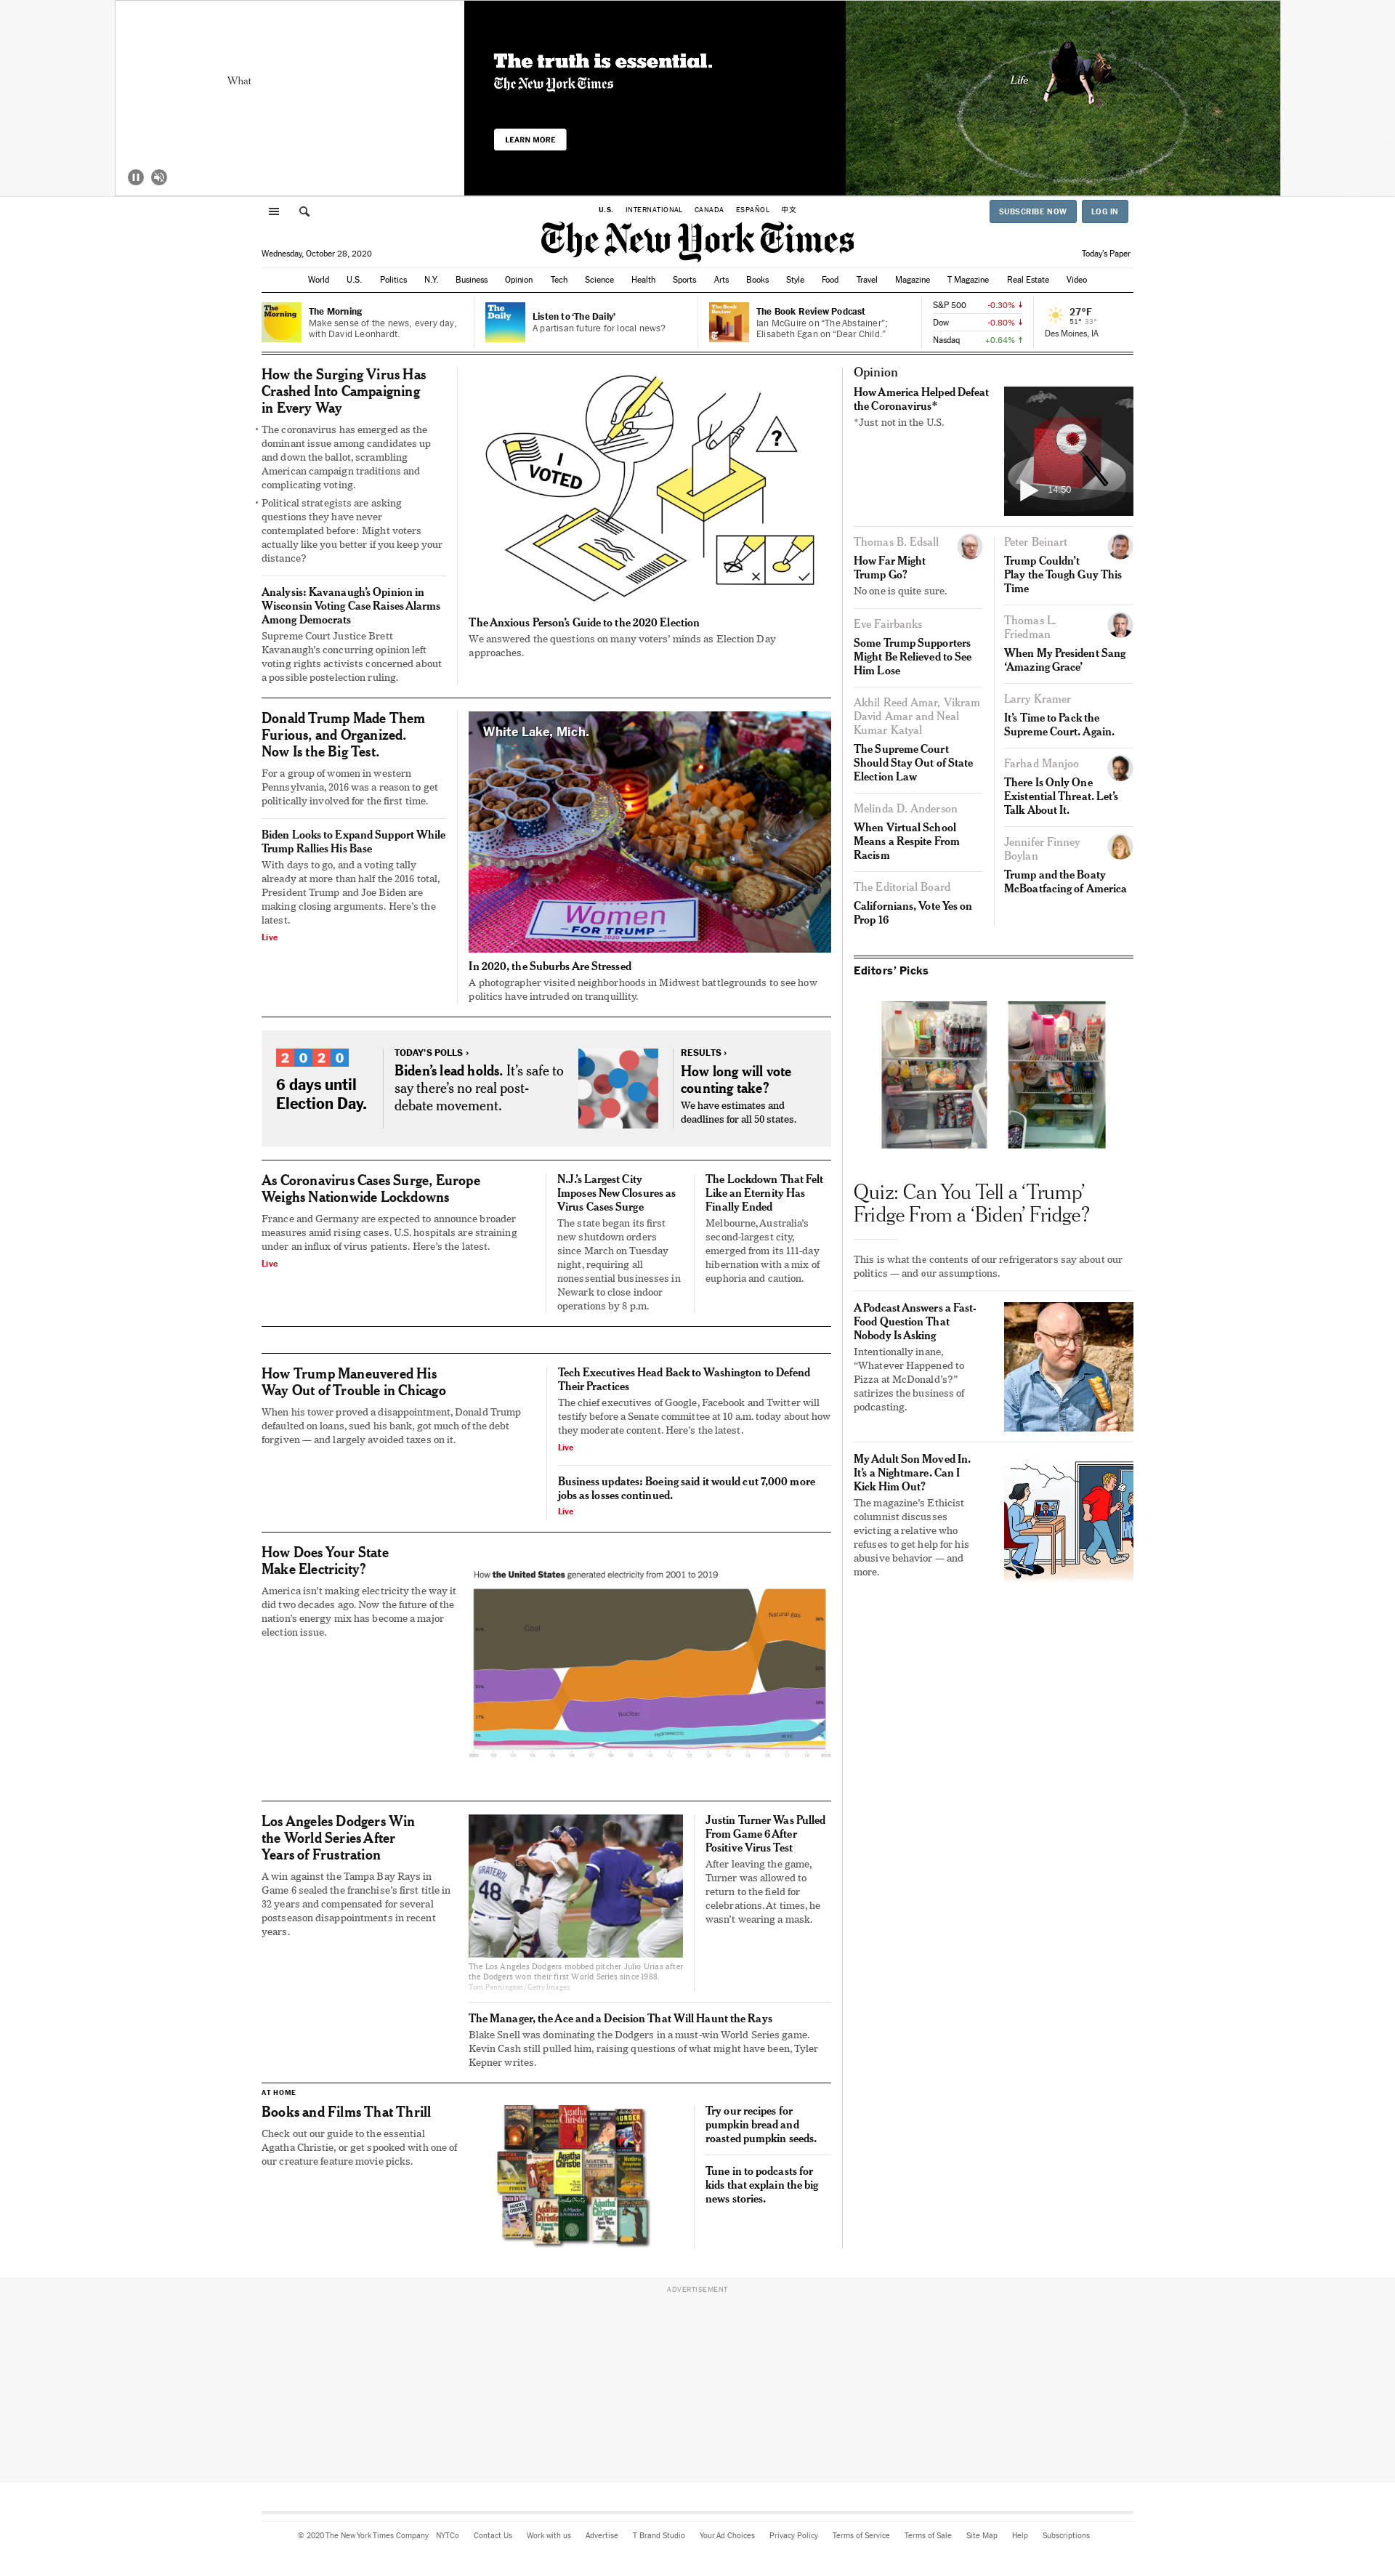 What
The truth is essential.
The New York Times
LEARN MORE
Life
U.S. INTERNATIONAL CANADA ESPAÑOL 中文
SUBSCRIBE NOW LOG IN
The New York Times
Wednesday, October 28, 2020
Today's Paper
World U.S. Politics N.Y. Business Opinion Tech Science Health Sports Arts Books Style Food Travel Magazine T Magazine Real Estate Video
The Morning
The Morning
Make sense of the news, every day,
with David Leonhardt.
The Daily
Listen to ‘The Daily’
A partisan future for local news?
The Book Review
The Book Review Podcast
Ian McGuire on “The Abstainer”;
Elisabeth Egan on “Dear Child.”
S&P 500 -0.30%
Dow -0.80%
Nasdaq +0.64%
27°F
51° 33°
Des Moines, IA
How the Surging Virus Has
Crashed Into Campaigning
in Every Way
• The coronavirus has emerged as the
dominant issue among candidates up
and down the ballot, scrambling
American campaign traditions and
complicating voting.
• Political strategists are asking
questions they have never
contemplated before: Might voters
actually like you better if you keep your
distance?
Analysis: Kavanaugh’s Opinion in
Wisconsin Voting Case Raises Alarms
Among Democrats
Supreme Court Justice Brett
Kavanaugh’s concurring opinion left
voting rights activists concerned about
a possible postelection ruling.
I VOTED
?
The Anxious Person’s Guide to the 2020 Election
We answered the questions on many voters’ minds as Election Day
approaches.
Donald Trump Made Them
Furious, and Organized.
Now Is the Big Test.
For a group of women in western
Pennsylvania, 2016 was a reason to get
politically involved for the first time.
Biden Looks to Expand Support While
Trump Rallies His Base
With days to go, and a voting tally
already at more than half the 2016 total,
President Trump and Joe Biden are
making closing arguments. Here’s the
latest.
Live
FOR
White Lake, Mich.
Women
FOR TRUMP
2020
In 2020, the Suburbs Are Stressed
A photographer visited neighborhoods in Midwest battlegrounds to see how
politics have intruded on tranquillity.
2020
6 days until
Election Day.
TODAY’S POLLS ›
Biden’s lead holds. It’s safe to
say there’s no real post-
debate movement.
RESULTS ›
How long will vote
counting take?
We have estimates and
deadlines for all 50 states.
As Coronavirus Cases Surge, Europe
Weighs Nationwide Lockdowns
France and Germany are expected to announce broader
measures amid rising cases. U.S. hospitals are straining
under an influx of virus patients. Here’s the latest.
Live
N.J.’s Largest City
Imposes New Closures as
Virus Cases Surge
The state began its first
new shutdown orders
since March on Tuesday
night, requiring all
nonessential businesses in
Newark to close indoor
operations by 8 p.m.
The Lockdown That Felt
Like an Eternity Has
Finally Ended
Melbourne, Australia’s
second-largest city,
emerged from its 111-day
hibernation with a mix of
euphoria and caution.
How Trump Maneuvered His
Way Out of Trouble in Chicago
When his tower proved a disappointment, Donald Trump
defaulted on loans, sued his bank, got much of the debt
forgiven — and largely avoided taxes on it.
Tech Executives Head Back to Washington to Defend
Their Practices
The chief executives of Google, Facebook and Twitter will
testify before a Senate committee at 10 a.m. today about how
they moderate content. Here’s the latest.
Live
Business updates: Boeing said it would cut 7,000 more
jobs as losses continued.
Live
How Does Your State
Make Electricity?
America isn’t making electricity the way it
did two decades ago. Now the future of the
nation’s energy mix has become a major
election issue.
How the United States generated electricity from 2001 to 2019
Natural gas
Coal
Nuclear
Hydroelectric
Wind
Los Angeles Dodgers Win
the World Series After
Years of Frustration
A win against the Tampa Bay Rays in
Game 6 sealed the franchise’s first title in
32 years and compensated for several
postseason disappointments in recent
years.
GRATEROL
48
The Los Angeles Dodgers mobbed pitcher Julio Urias after
the Dodgers won their first World Series since 1988.
Tom Pennington/Getty Images
Justin Turner Was Pulled
From Game 6 After
Positive Virus Test
After leaving the game,
Turner was allowed to
return to the field for
celebrations. At times, he
wasn’t wearing a mask.
The Manager, the Ace and a Decision That Will Haunt the Rays
Blake Snell was dominating the Dodgers in a must-win World Series game.
Kevin Cash still pulled him, raising questions of what might have been, Tyler
Kepner writes.
AT HOME
Books and Films That Thrill
Check out our guide to the essential
Agatha Christie, or get spooked with one of
our creature feature movie picks.
Agatha Christie
Try our recipes for
pumpkin bread and
roasted pumpkin seeds.
Tune in to podcasts for
kids that explain the big
news stories.
Opinion
How America Helped Defeat
the Coronavirus*
*Just not in the U.S.
14:50
Thomas B. Edsall
How Far Might
Trump Go?
No one is quite sure.
Eve Fairbanks
Some Trump Supporters
Might Be Relieved to See
Him Lose
Akhil Reed Amar, Vikram
David Amar and Neal
Kumar Katyal
The Supreme Court
Should Stay Out of State
Election Law
Melinda D. Anderson
When Virtual School
Means a Respite From
Racism
The Editorial Board
Californians, Vote Yes on
Prop 16
Peter Beinart
Trump Couldn’t
Play the Tough Guy This
Time
Thomas L.
Friedman
When My President Sang
‘Amazing Grace’
Larry Kramer
It’s Time to Pack the
Supreme Court. Again.
Farhad Manjoo
There Is Only One
Existential Threat. Let’s
Talk About It.
Jennifer Finney
Boylan
Trump and the Boaty
McBoatfacing of America
Editors’ Picks
Quiz: Can You Tell a ‘Trump’
Fridge From a ‘Biden’ Fridge?
This is what the contents of our refrigerators say about our
politics — and our assumptions.
A Podcast Answers a Fast-
Food Question That
Nobody Is Asking
Intentionally inane,
“Whatever Happened to
Pizza at McDonald’s?”
satirizes the business of
podcasting.
My Adult Son Moved In.
It’s a Nightmare. Can I
Kick Him Out?
The magazine’s Ethicist
columnist discusses
evicting a relative who
refuses to get help for his
abusive behavior — and
more.
ADVERTISEMENT
© 2020 The New York Times Company NYTCo Contact Us Work with us Advertise T Brand Studio Your Ad Choices Privacy Policy Terms of Service Terms of Sale Site Map Help Subscriptions